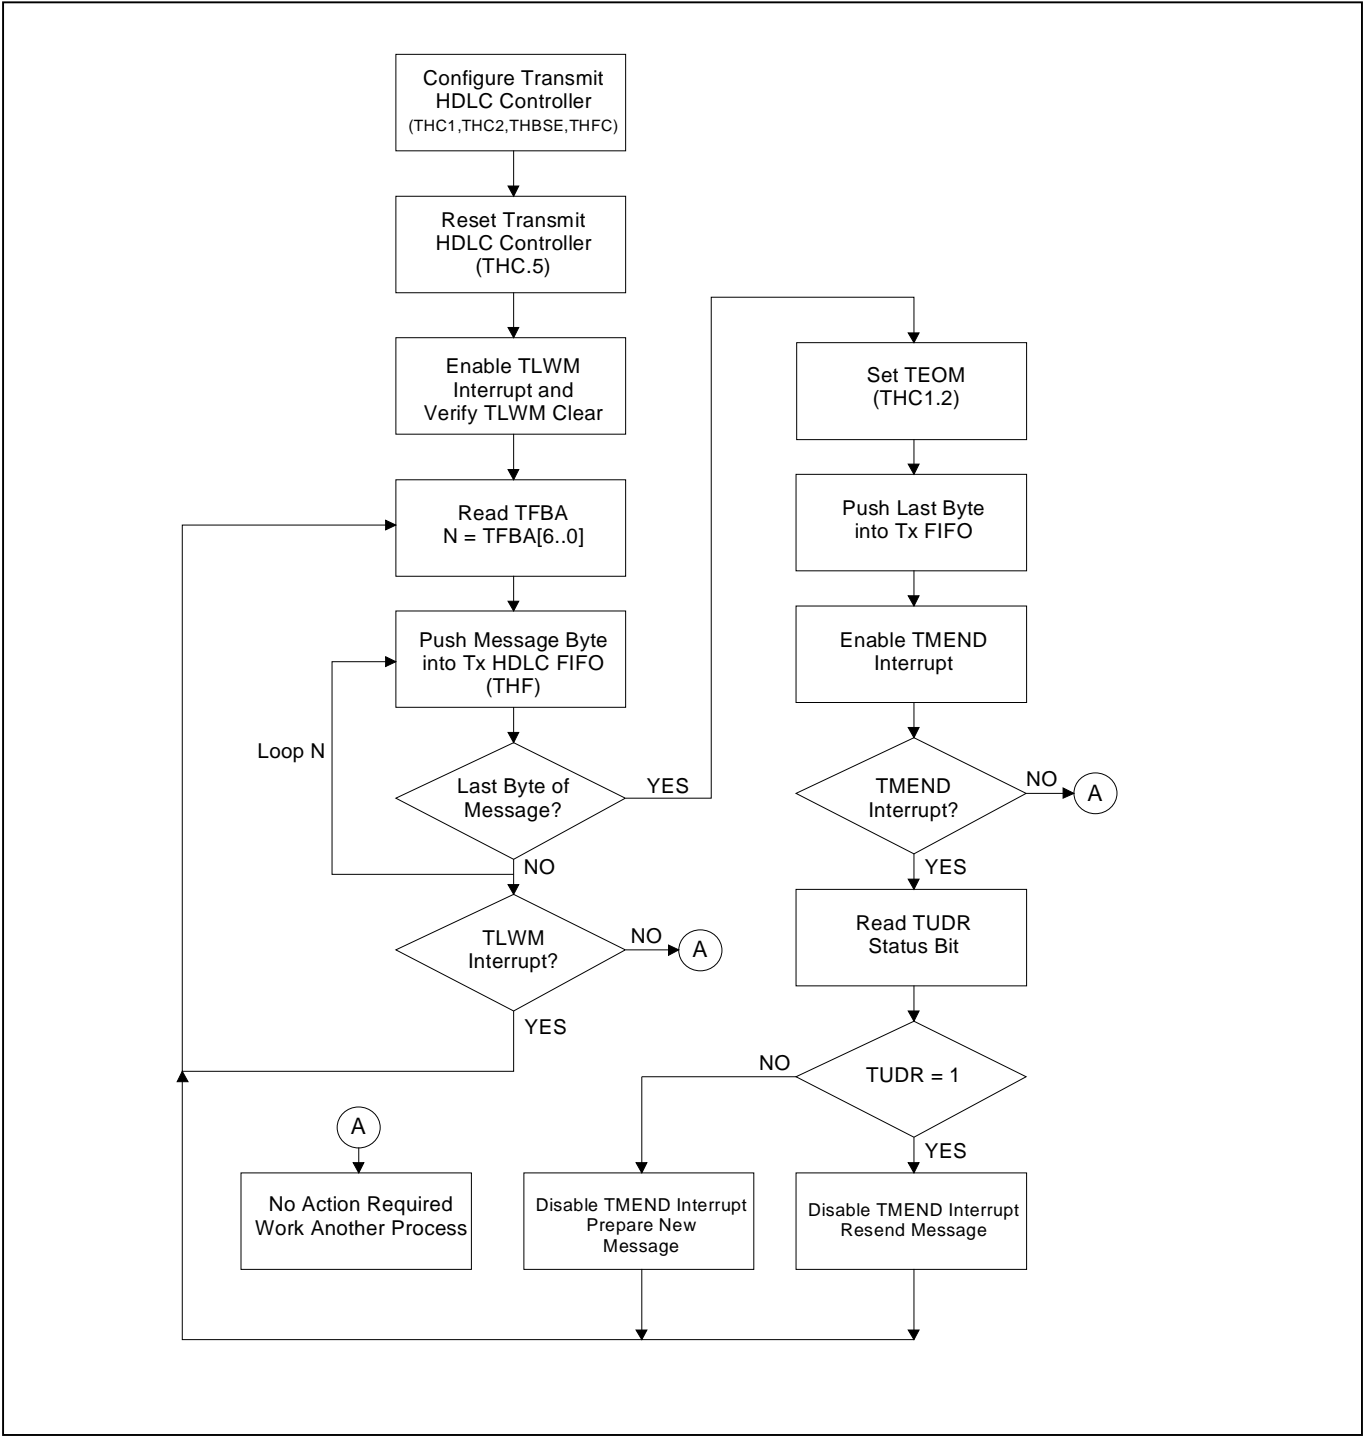 Configure Transmit
HDLC Controller
(THC1,THC2,THBSE,THFC)
Reset Transmit
HDLC Controller
(THC.5)
Enable TLWM
Interrupt and
Verify TLWM Clear
Read TFBA
N = TFBA[6..0]
Push Message Byte
into Tx HDLC FIFO
(THF)
Loop N
Last Byte of
Message?
YES
NO
TLWM
Interrupt?
NO
A
YES
A
No Action Required
Work Another Process
Set TEOM
(THC1.2)
Push Last Byte
into Tx FIFO
Enable TMEND
Interrupt
TMEND
Interrupt?
NO
A
YES
Read TUDR
Status Bit
TUDR = 1
NO
YES
Disable TMEND Interrupt
Prepare New
Message
Disable TMEND Interrupt
Resend Message